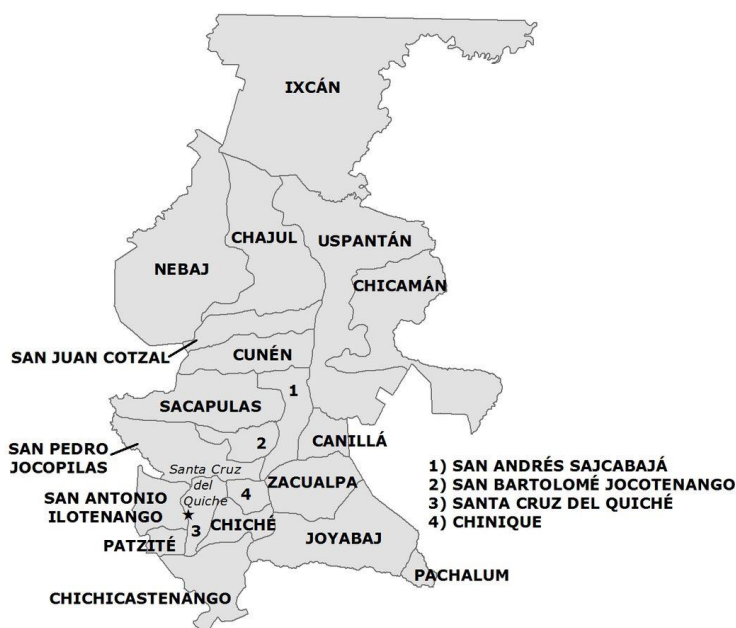 IXCÁN
CHAJUL
USPANTÁN
NEBAJ
CHICAMÁN
SAN JUAN COTZAL
CUNÉN
1
SACAPULAS
2
CANILLÁ
SAN PEDRO
JOCOPILAS
Santa Cruz
del
Quiche
ZACUALPA
4
SAN ANTONIO
ILOTENANGO
★
3
CHICHÉ
PATZITÉ
JOYABAJ
PACHALUM
CHICHICASTENANGO
1) SAN ANDRÉS SAJCABAJÁ
2) SAN BARTOLOMÉ JOCOTENANGO
3) SANTA CRUZ DEL QUICHÉ
4) CHINIQUE